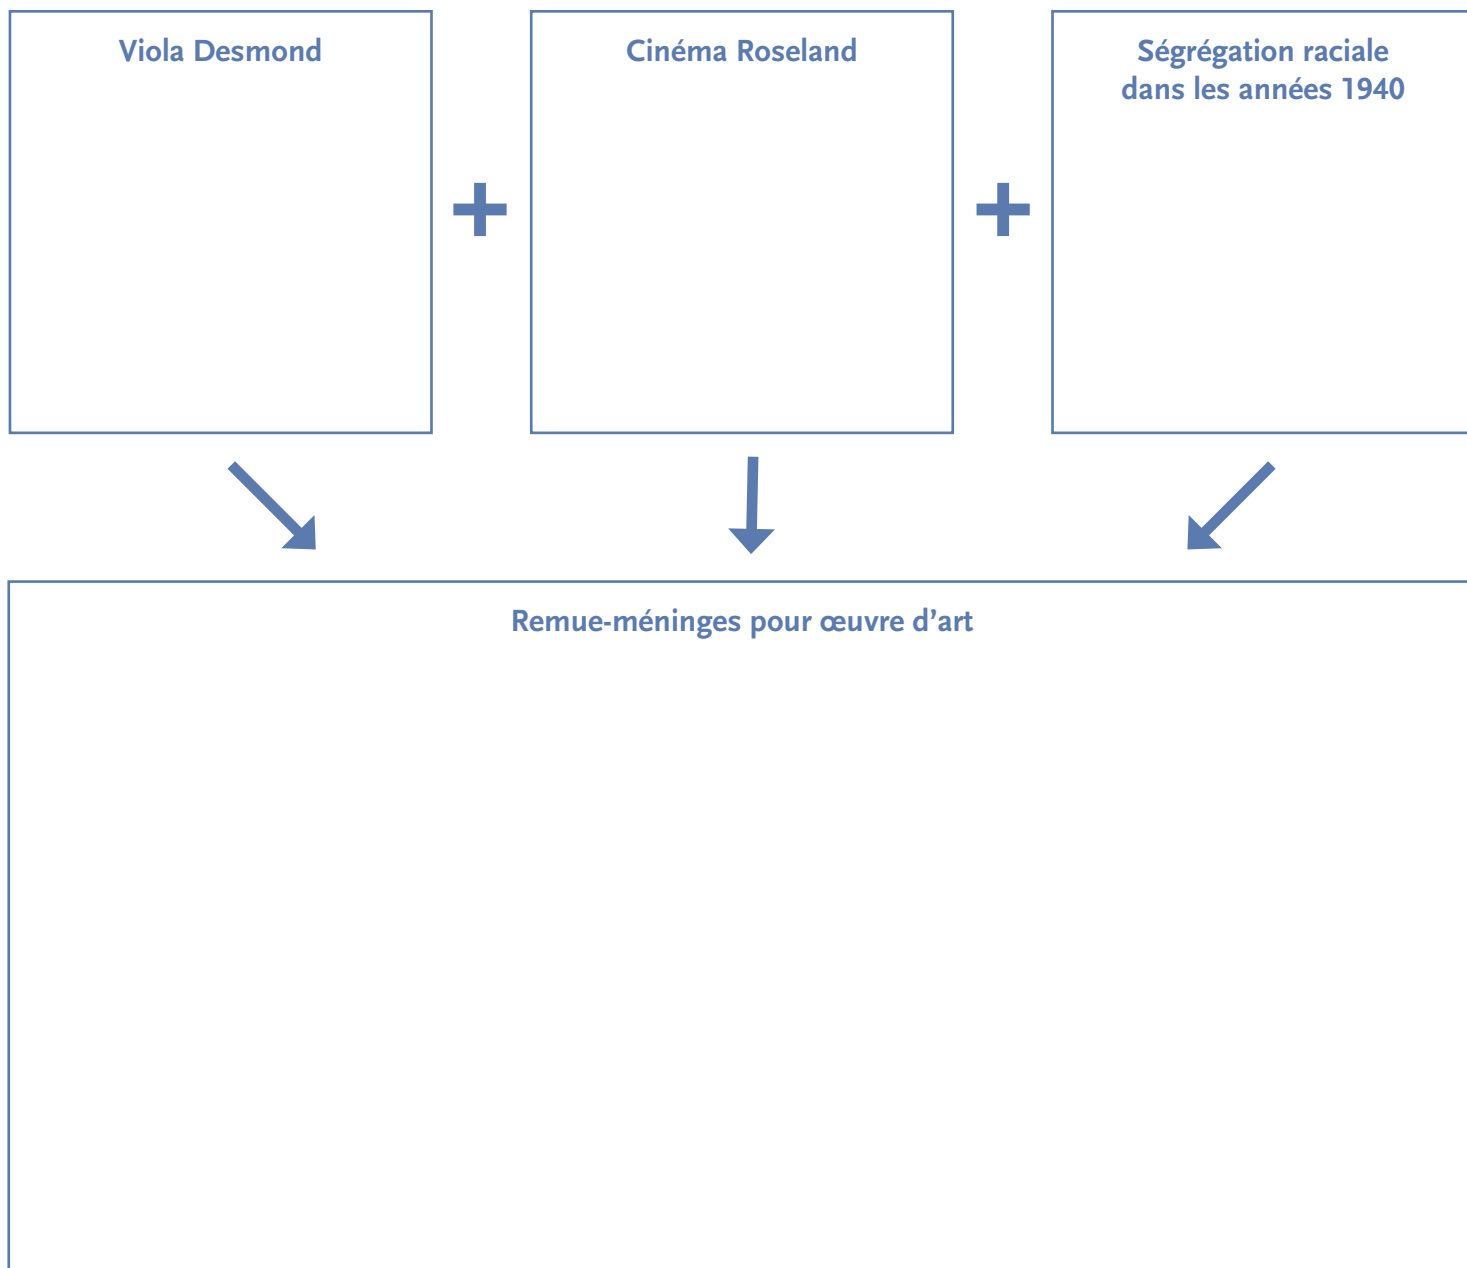 Viola Desmond
Cinéma Roseland
Ségrégation raciale
dans les années 1940
Remue-méninges pour œuvre d’art